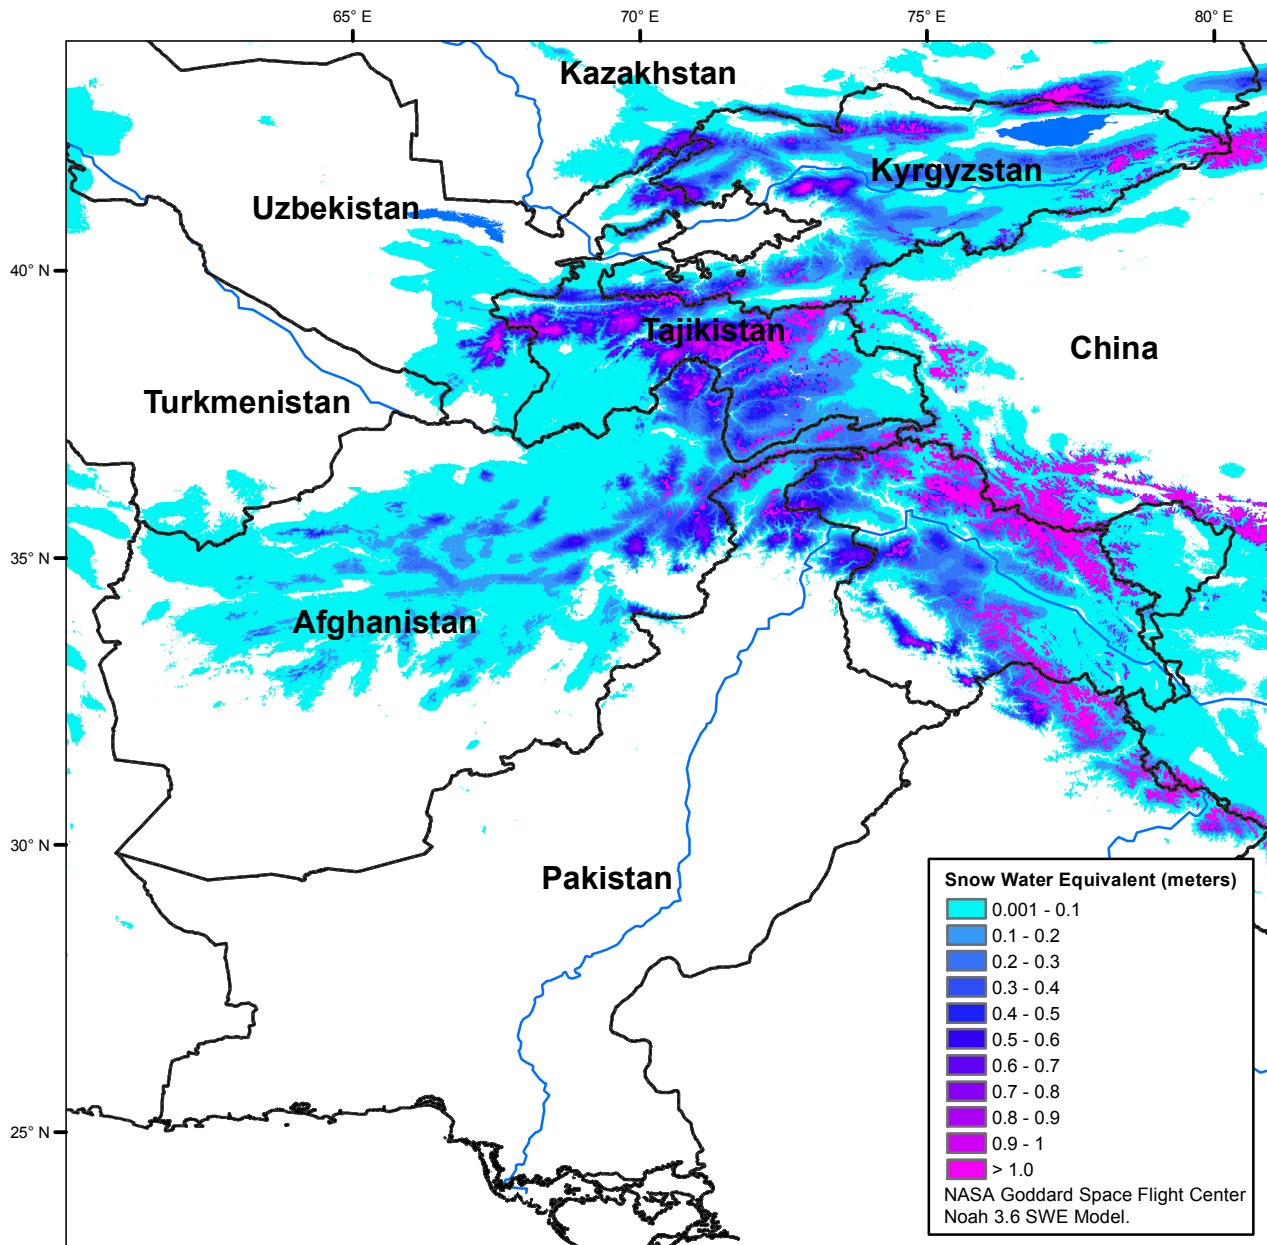 65° E 70° E 75° E 80° E
Kazakhstan
Kyrgyzstan
Uzbekistan
40° N
Tajikistan
China
Turkmenistan
35° N
Afghanistan
30° N
Pakistan
Snow Water Equivalent (meters)
0.001 - 0.1
0.1 - 0.2
0.2 - 0.3
0.3 - 0.4
0.4 - 0.5
0.5 - 0.6
0.6 - 0.7
0.7 - 0.8
0.8 - 0.9
0.9 - 1
> 1.0
25° N
NASA Goddard Space Flight Center
Noah 3.6 SWE Model.